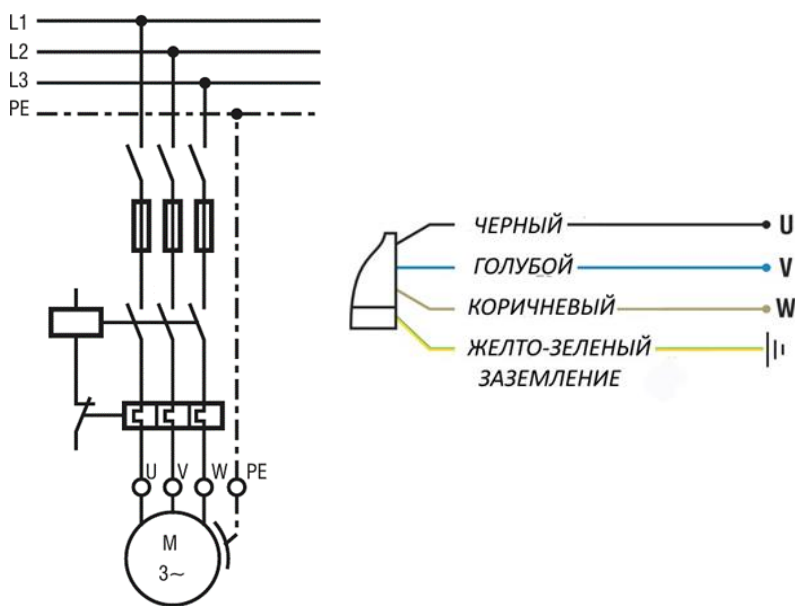 L1
L2
L3
PE
U V W PE
M
3~
ЧЕРНЫЙ U
ГОЛУБОЙ V
КОРИЧНЕВЫЙ W
ЖЕЛТО-ЗЕЛЕНЫЙ
ЗАЗЕМЛЕНИЕ